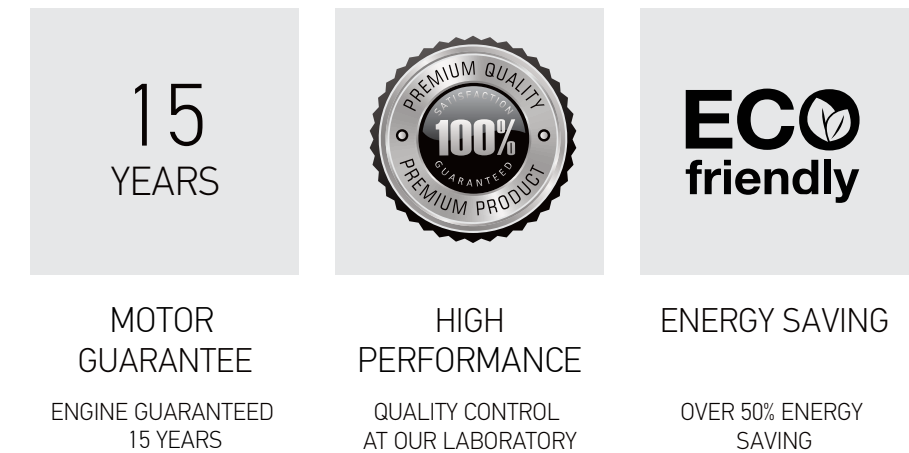 15
YEARS
PREMIUM QUALITY
SATISFACTION
100%
GUARANTEED
PREMIUM PRODUCT
ECO
friendly
MOTOR
GUARANTEE
HIGH
PERFORMANCE
ENERGY SAVING
ENGINE GUARANTEED
15 YEARS
QUALITY CONTROL
AT OUR LABORATORY
OVER 50% ENERGY
SAVING